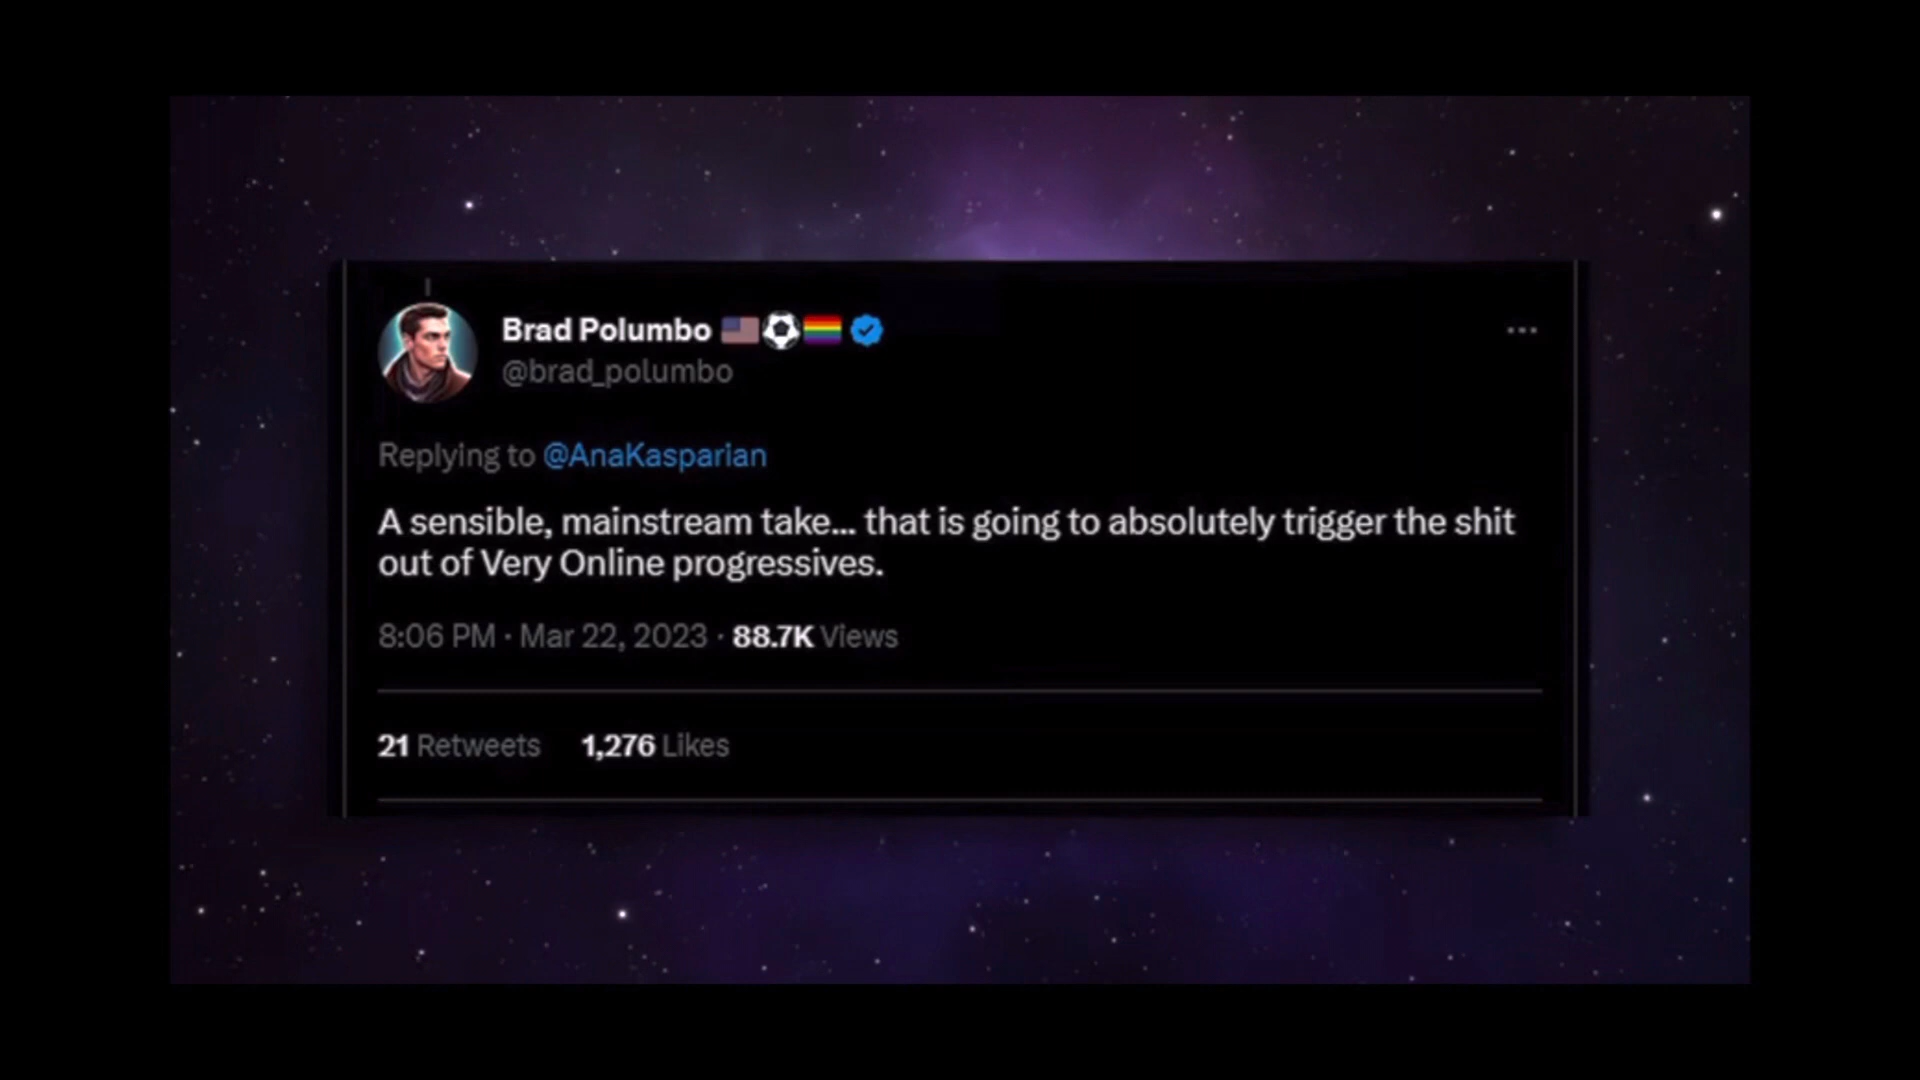 Brad Polumbo 🇺🇸⚽🏳️‍🌈
@brad_polumbo
Replying to @AnaKasparian
A sensible, mainstream take... that is going to absolutely trigger the shit
out of Very Online progressives.
8:06 PM · Mar 22, 2023 · 88.7K Views
21 Retweets 1,276 Likes